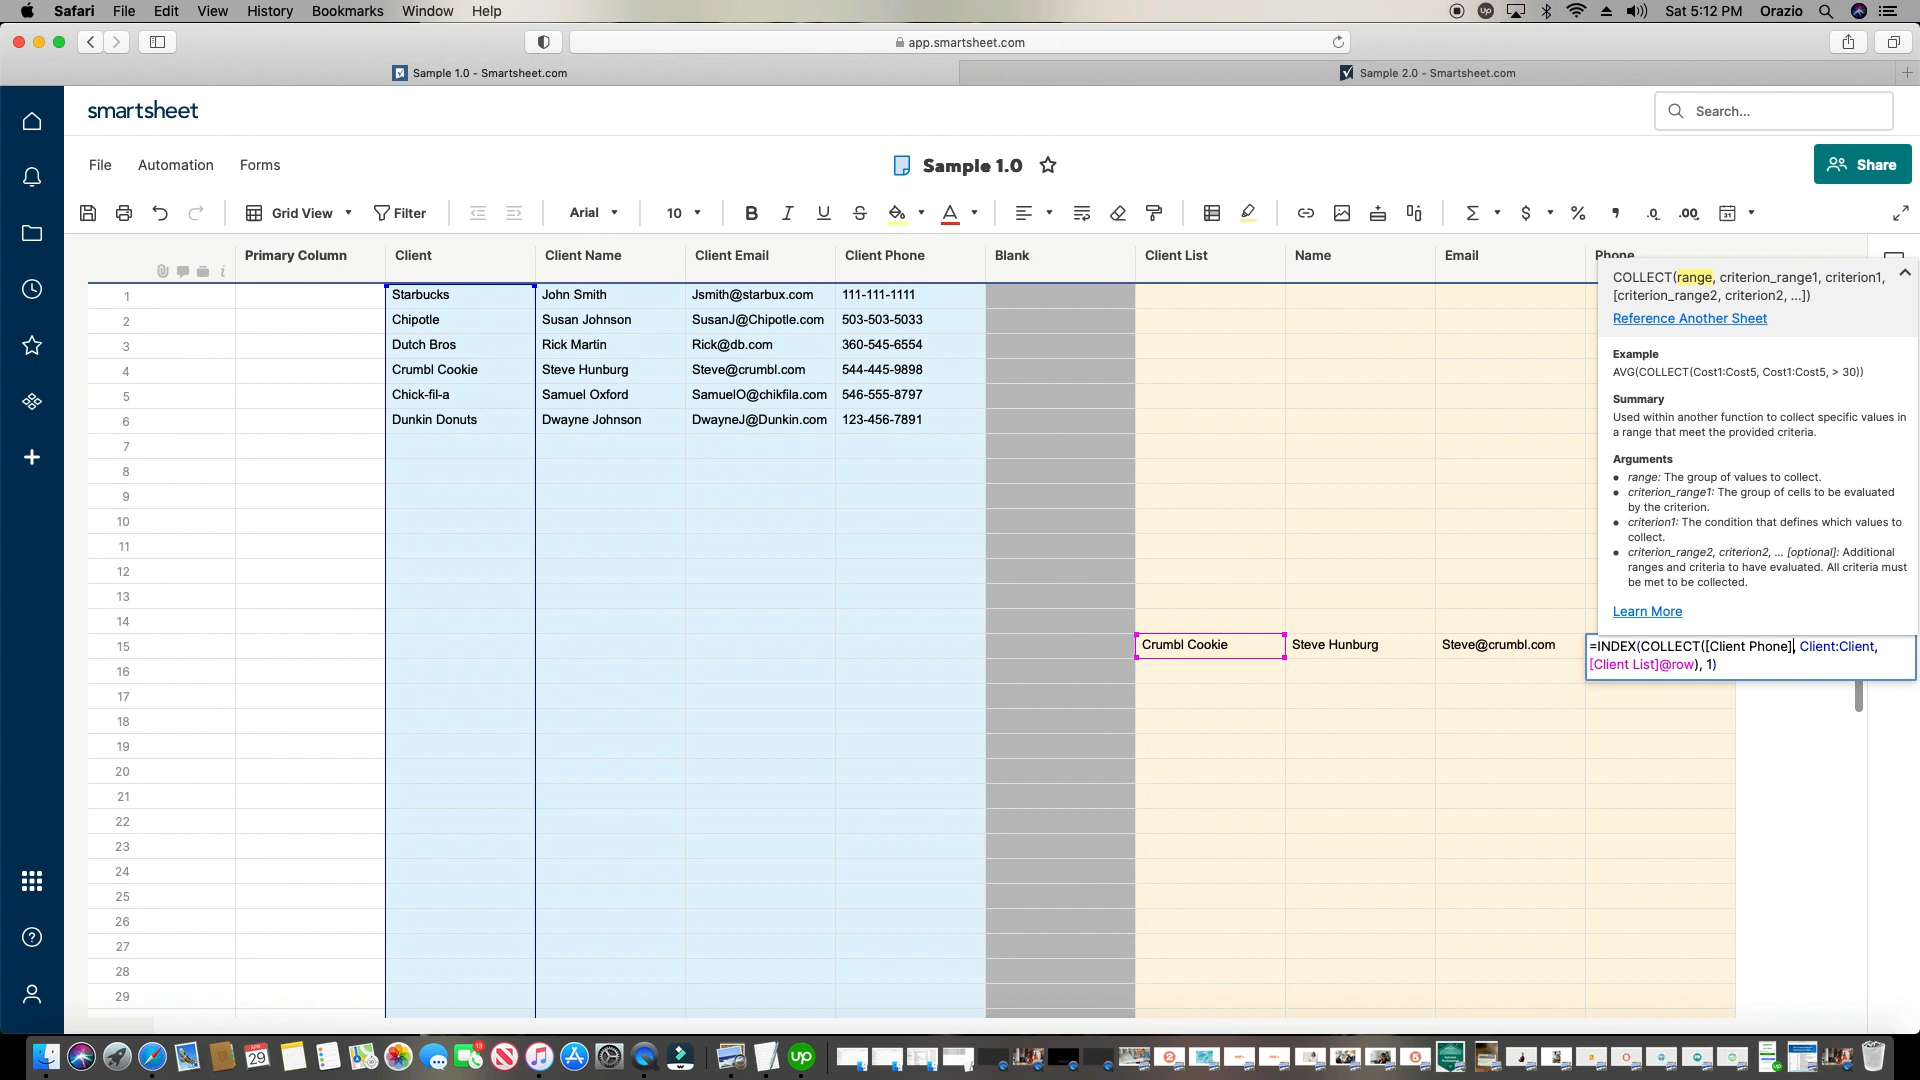 Safari File Edit View History Bookmarks Window Help Sat 5:12 PM Orazio
app.smartsheet.com
Sample 1.0 - Smartsheet.com Sample 2.0 - Smartsheet.com
smartsheet
Search...
File Automation Forms
Sample 1.0
Share
Grid View Filter Arial 10 B I U S A Σ $ % , .0 .00 31
Primary Column Client Client Name Client Email Client Phone Blank Client List Name Email Phone
1 Starbucks John Smith Jsmith@starbux.com 111-111-1111
2 Chipotle Susan Johnson SusanJ@Chipotle.com 503-503-5033
3 Dutch Bros Rick Martin Rick@db.com 360-545-6554
4 Crumbl Cookie Steve Hunburg Steve@crumbl.com 544-445-9898
5 Chick-fil-a Samuel Oxford SamuelO@chikfila.com 546-555-8797
6 Dunkin Donuts Dwayne Johnson DwayneJ@Dunkin.com 123-456-7891
7
8
9
10
11
12
13
14
15 Crumbl Cookie Steve Hunburg Steve@crumbl.com
=INDEX(COLLECT([Client Phone], Client:Client,
[Client List]@row), 1)
16
17
18
19
20
21
22
23
24
25
26
27
28
29
COLLECT(range, criterion_range1, criterion1,
[criterion_range2, criterion2, ...])
Reference Another Sheet
Example
AVG(COLLECT(Cost1:Cost5, Cost1:Cost5, > 30))
Summary
Used within another function to collect specific values in
a range that meet the provided criteria.
Arguments
• range: The group of values to collect.
• criterion_range1: The group of cells to be evaluated
by the criterion.
• criterion1: The condition that defines which values to
collect.
• criterion_range2, criterion2, ... [optional]: Additional
ranges and criteria to have evaluated. All criteria must
be met to be collected.
Learn More
29
13
up